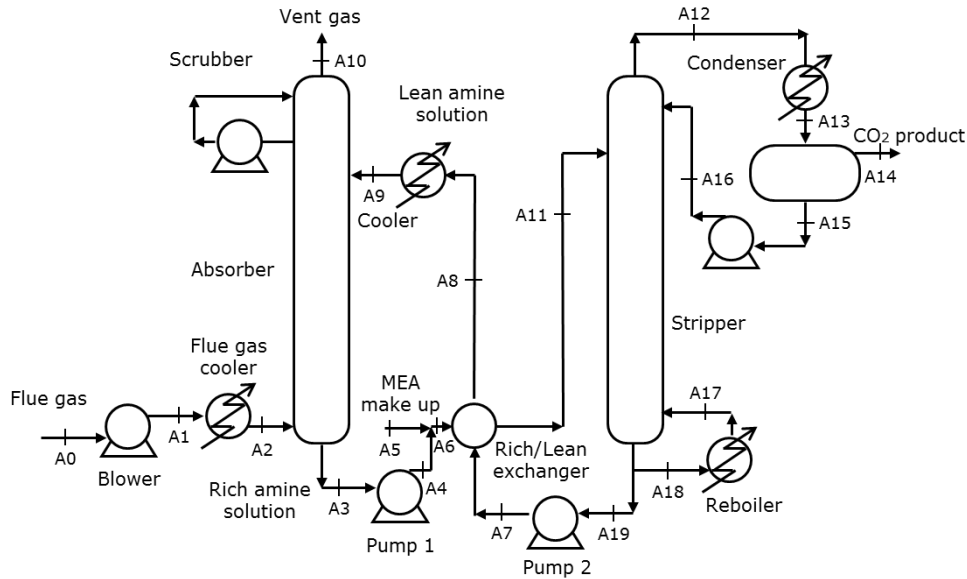 Vent gas
A10
Scrubber
A12
Condenser
A13
CO₂ product
A14
A15
A16
Lean amine
solution
A9
Cooler
A11
A8
Absorber
Stripper
Flue gas
cooler
Flue gas
A0
A1
A2
Blower
MEA
make up
A5
A6
Rich/Lean
exchanger
A17
A18
Reboiler
Rich amine
solution
A3
A4
Pump 1
A7
A19
Pump 2